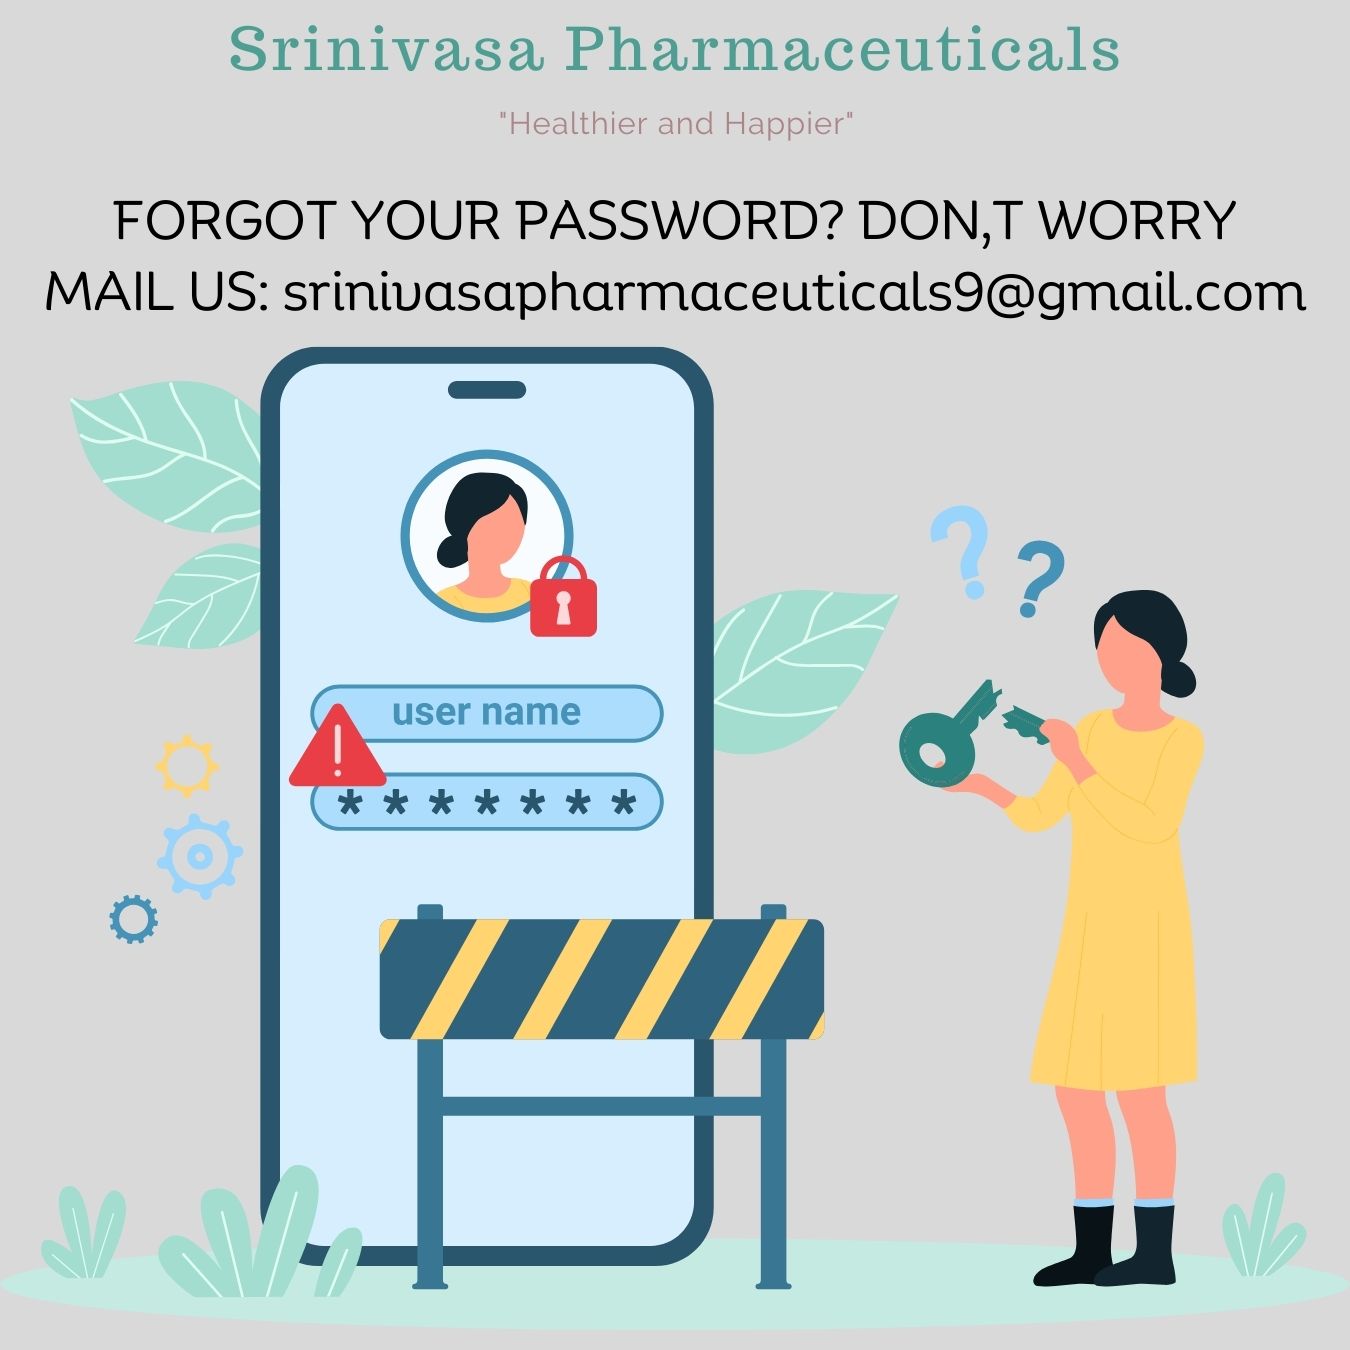 Srinivasa Pharmaceuticals
"Healthier and Happier"
FORGOT YOUR PASSWORD? DON,T WORRY
MAIL US: srinivasapharmaceuticals9@gmail.com
user name
* * * * * * *